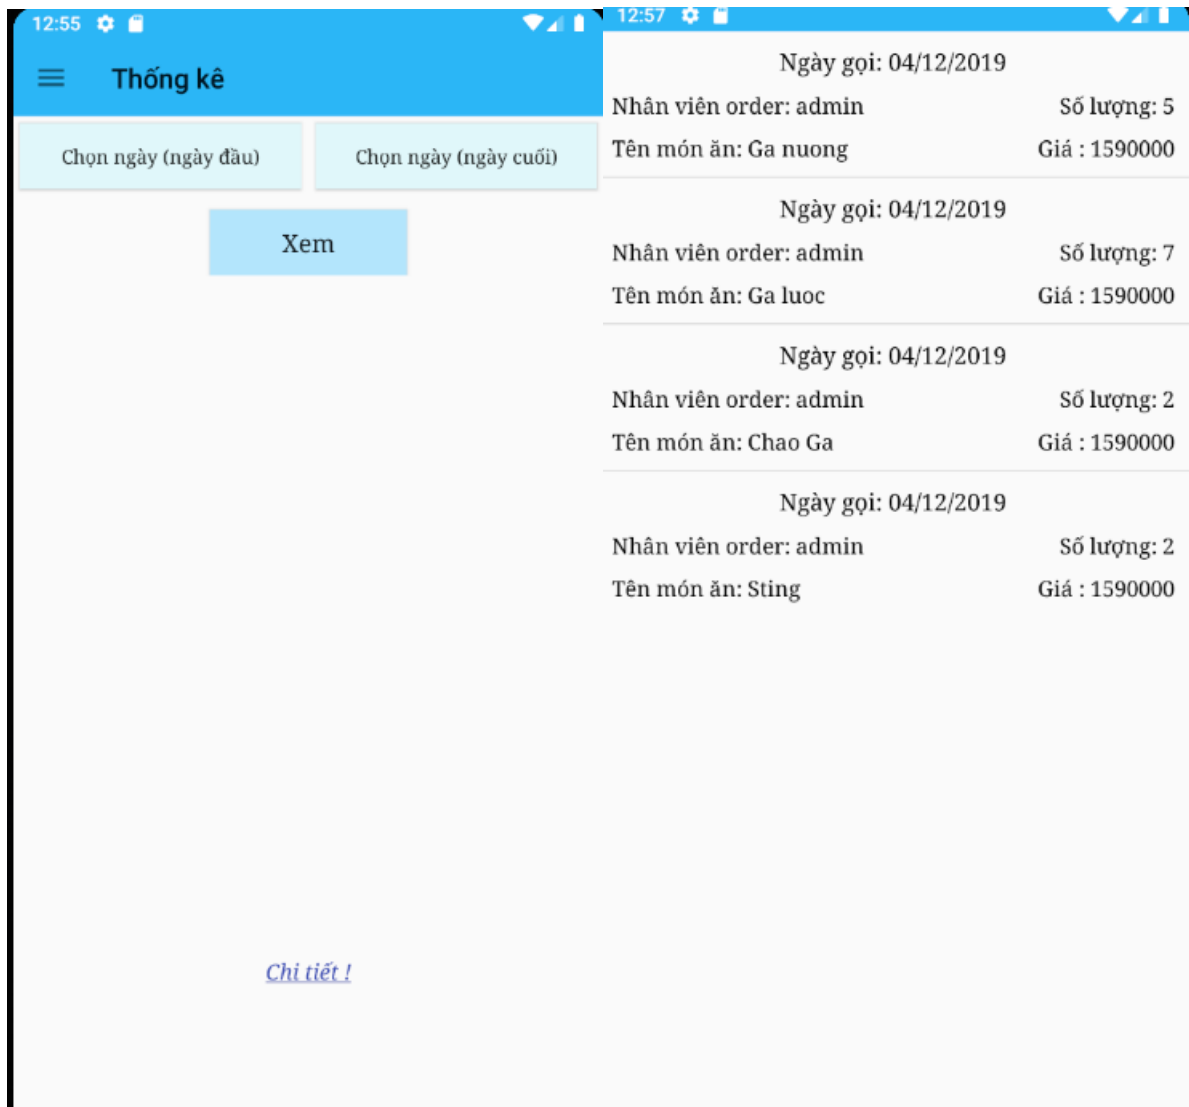 12:55
Thống kê
Chọn ngày (ngày đầu) Chọn ngày (ngày cuối)
Xem
Chi tiết !
12:57
Ngày gọi: 04/12/2019
Nhân viên order: admin Số lượng: 5
Tên món ăn: Ga nuong Giá : 1590000
Ngày gọi: 04/12/2019
Nhân viên order: admin Số lượng: 7
Tên món ăn: Ga luoc Giá : 1590000
Ngày gọi: 04/12/2019
Nhân viên order: admin Số lượng: 2
Tên món ăn: Chao Ga Giá : 1590000
Ngày gọi: 04/12/2019
Nhân viên order: admin Số lượng: 2
Tên món ăn: Sting Giá : 1590000